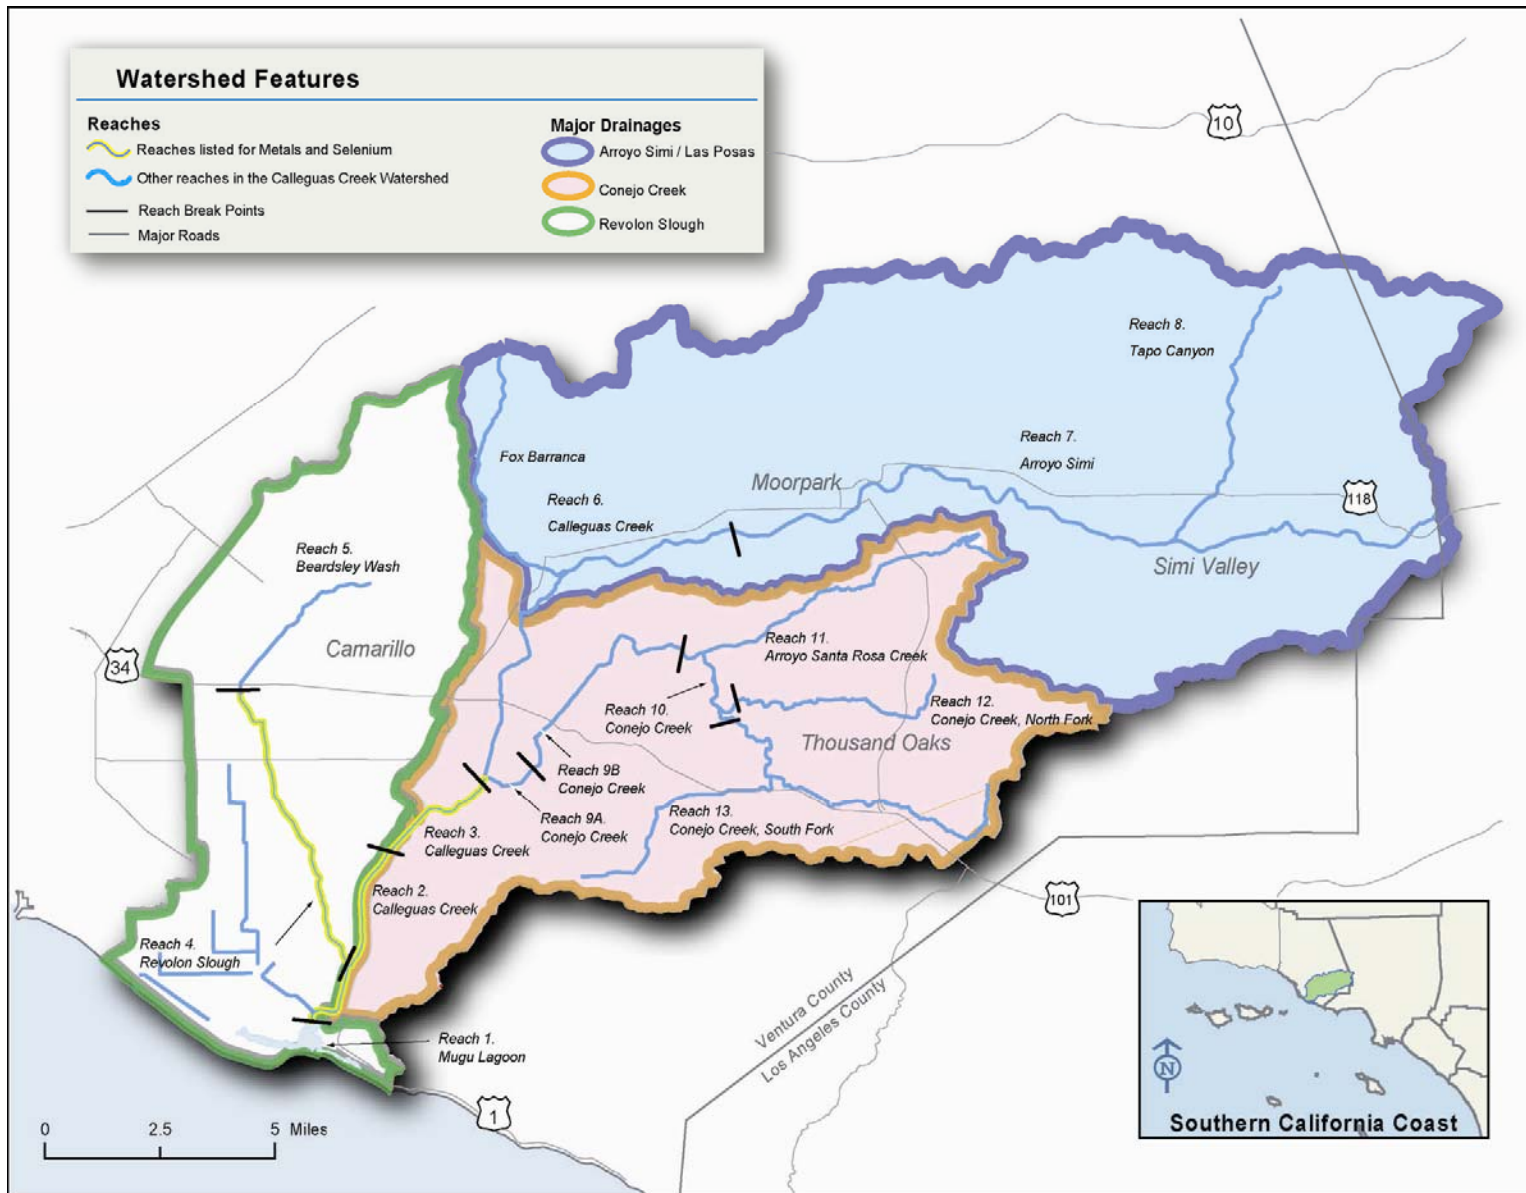 Watershed Features
Reaches
Reaches listed for Metals and Selenium
Other reaches in the Calleguas Creek Watershed
Reach Break Points
Major Roads
Major Drainages
Arroyo Simi / Las Posas
Conejo Creek
Revolon Slough
10
Reach 8.
Tapo Canyon
Reach 7.
Arroyo Simi
Fox Barranca
Moorpark
Reach 6.
Calleguas Creek
118
Simi Valley
Reach 5.
Beardsley Wash
Camarillo
34
Reach 11.
Arroyo Santa Rosa Creek
Reach 10.
Conejo Creek
Reach 12.
Conejo Creek, North Fork
Thousand Oaks
Reach 9B
Conejo Creek
Reach 9A.
Conejo Creek
Reach 13.
Conejo Creek, South Fork
Reach 3.
Calleguas Creek
Reach 2.
Calleguas Creek
101
Reach 4.
Revolon Slough
Reach 1.
Mugu Lagoon
Ventura County
Los Angeles County
1
0 2.5 5 Miles
N
Southern California Coast